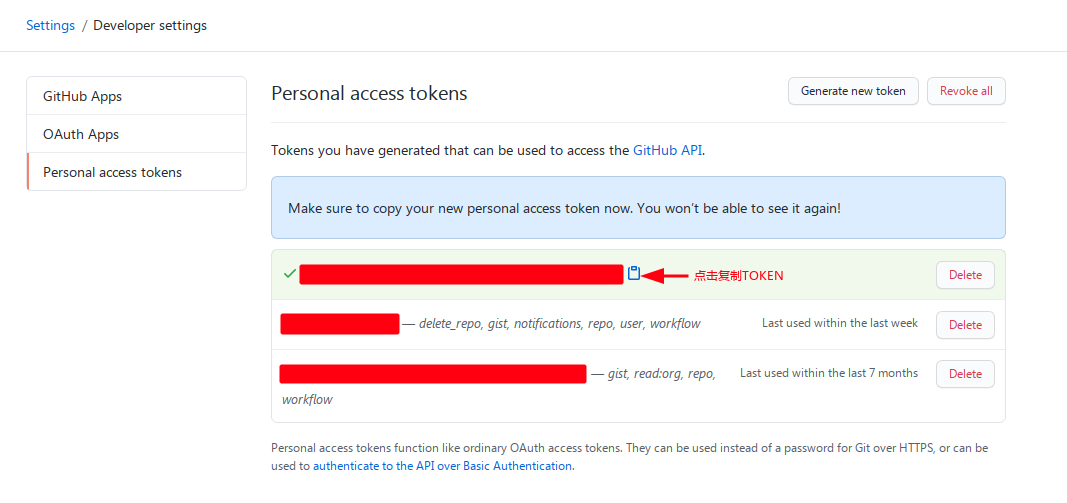 Settings / Developer settings
GitHub Apps
OAuth Apps
Personal access tokens
Personal access tokens
Generate new token
Revoke all
Tokens you have generated that can be used to access the GitHub API.
Make sure to copy your new personal access token now. You won't be able to see it again!
点击复制TOKEN
Delete
— delete_repo, gist, notifications, repo, user, workflow
Last used within the last week
Delete
— gist, read:org, repo,
workflow
Last used within the last 7 months
Delete
Personal access tokens function like ordinary OAuth access tokens. They can be used instead of a password for Git over HTTPS, or can be
used to authenticate to the API over Basic Authentication.